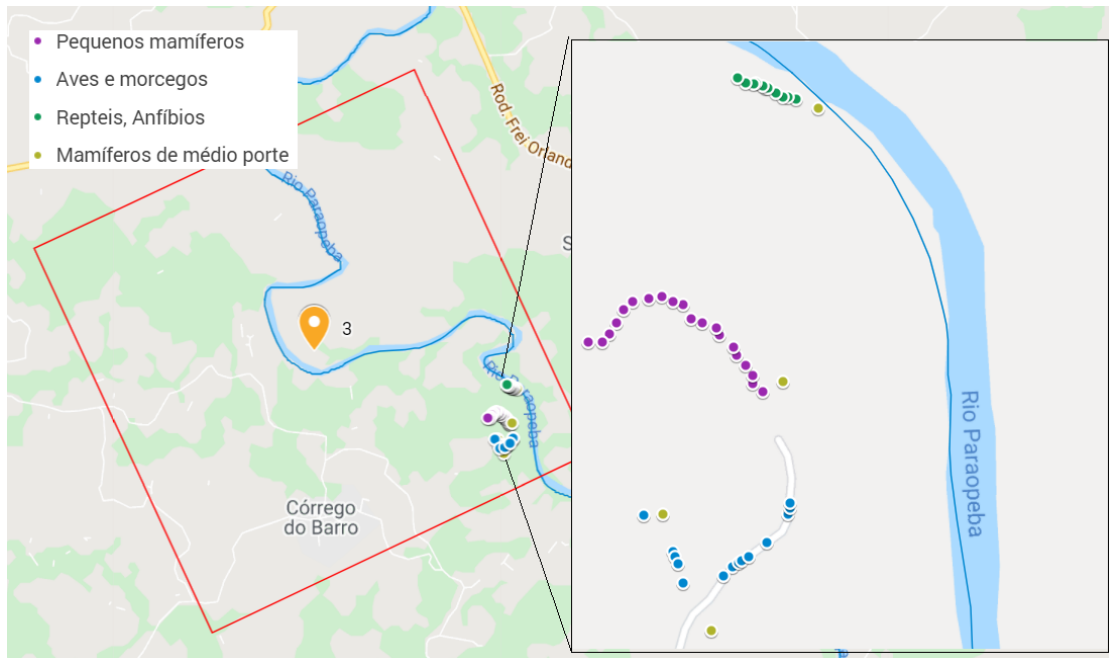 Pequenos mamíferos
Aves e morcegos
Repteis, Anfíbios
Mamíferos de médio porte
Rod. Frei Orland
Rio Paraopeba
3
S
Rio Paraopeba
Córrego
do Barro
Rio Paraopeba